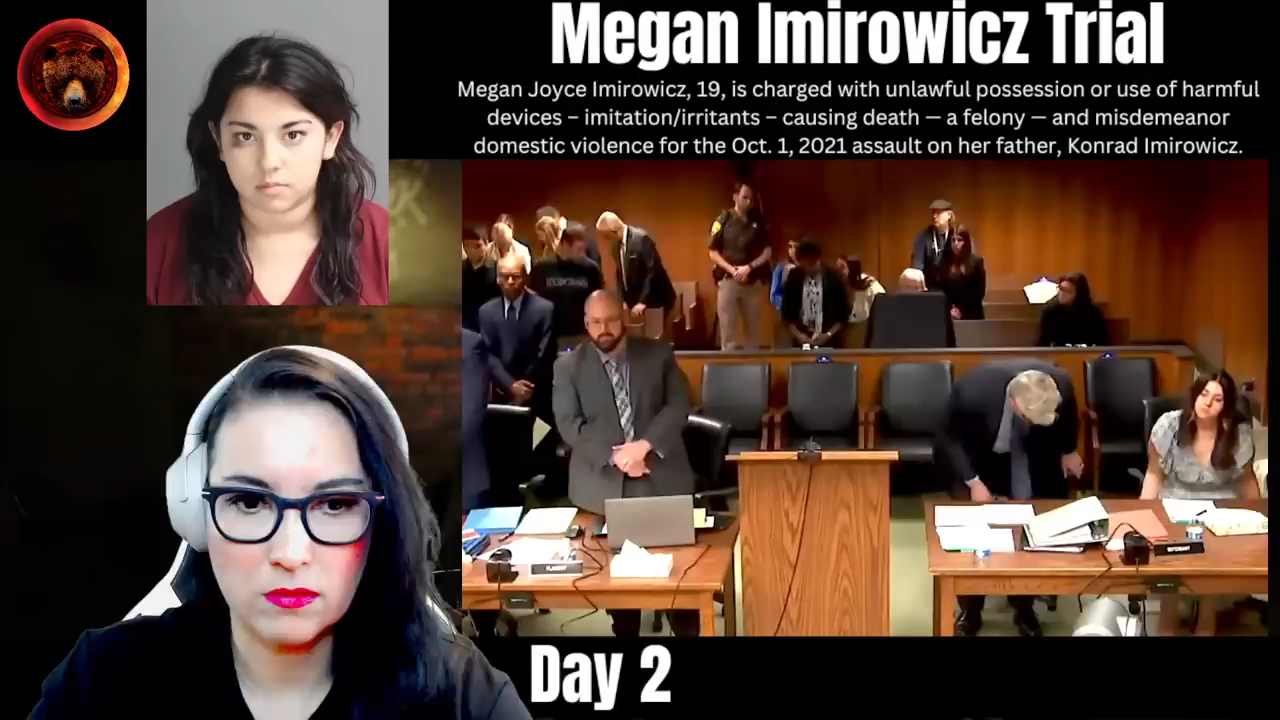 Megan Imirowicz Trial
Megan Joyce Imirowicz, 19, is charged with unlawful possession or use of harmful
devices – imitation/irritants – causing death — a felony — and misdemeanor
domestic violence for the Oct. 1, 2021 assault on her father, Konrad Imirowicz.
PLAINTIFF
DEFENDANT
Day 2